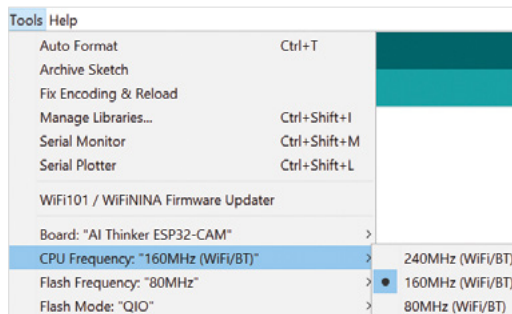 Tools Help
Auto Format Ctrl+T
Archive Sketch
Fix Encoding & Reload
Manage Libraries... Ctrl+Shift+I
Serial Monitor Ctrl+Shift+M
Serial Plotter Ctrl+Shift+L
WiFi101 / WiFiNINA Firmware Updater
Board: "AI Thinker ESP32-CAM"
CPU Frequency: "160MHz (WiFi/BT)"
Flash Frequency: "80MHz"
Flash Mode: "QIO"
240MHz (WiFi/BT)
160MHz (WiFi/BT)
80MHz (WiFi/BT)